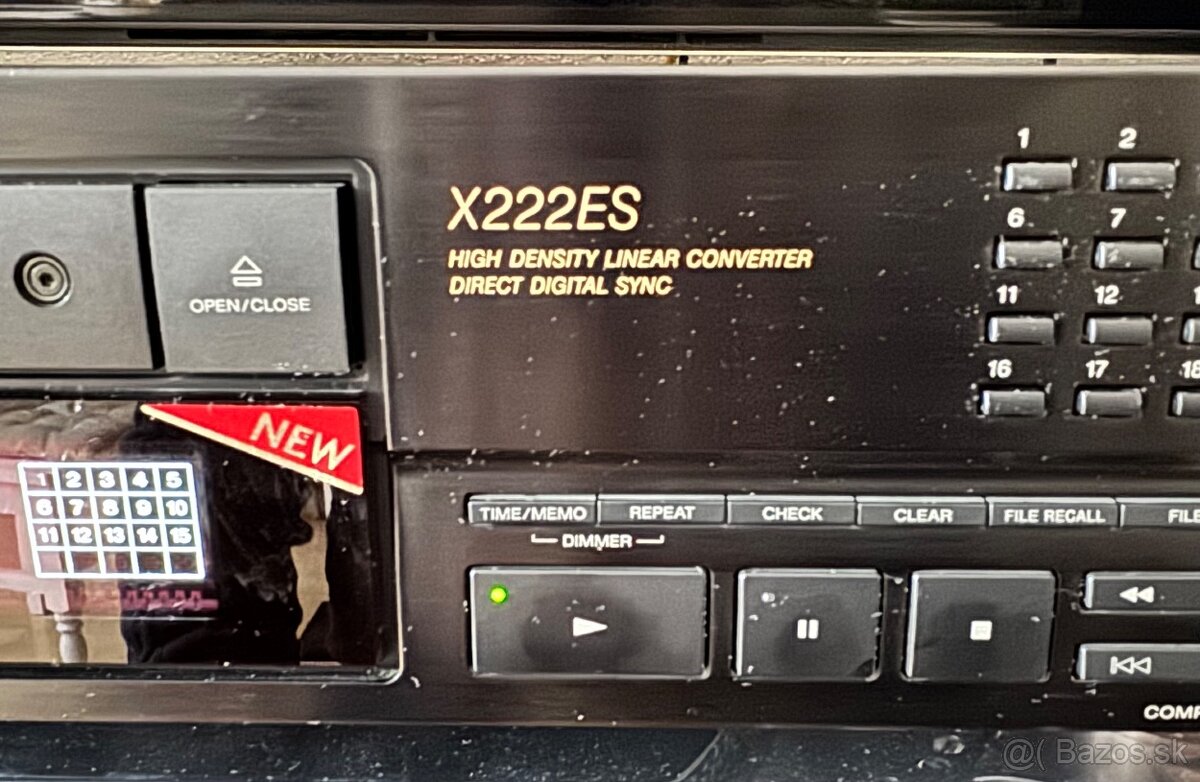 1 2
X222ES
6 7
HIGH DENSITY LINEAR CONVERTER
OPEN/CLOSE
DIRECT DIGITAL SYNC
11 12
16 17 18
NEW
1 2 3 4 5
6 7 8 9 10
11 12 13 14 15
TIME/MEMO REPEAT CHECK CLEAR FILE RECALL FILE
DIMMER
@( Bazos.sk